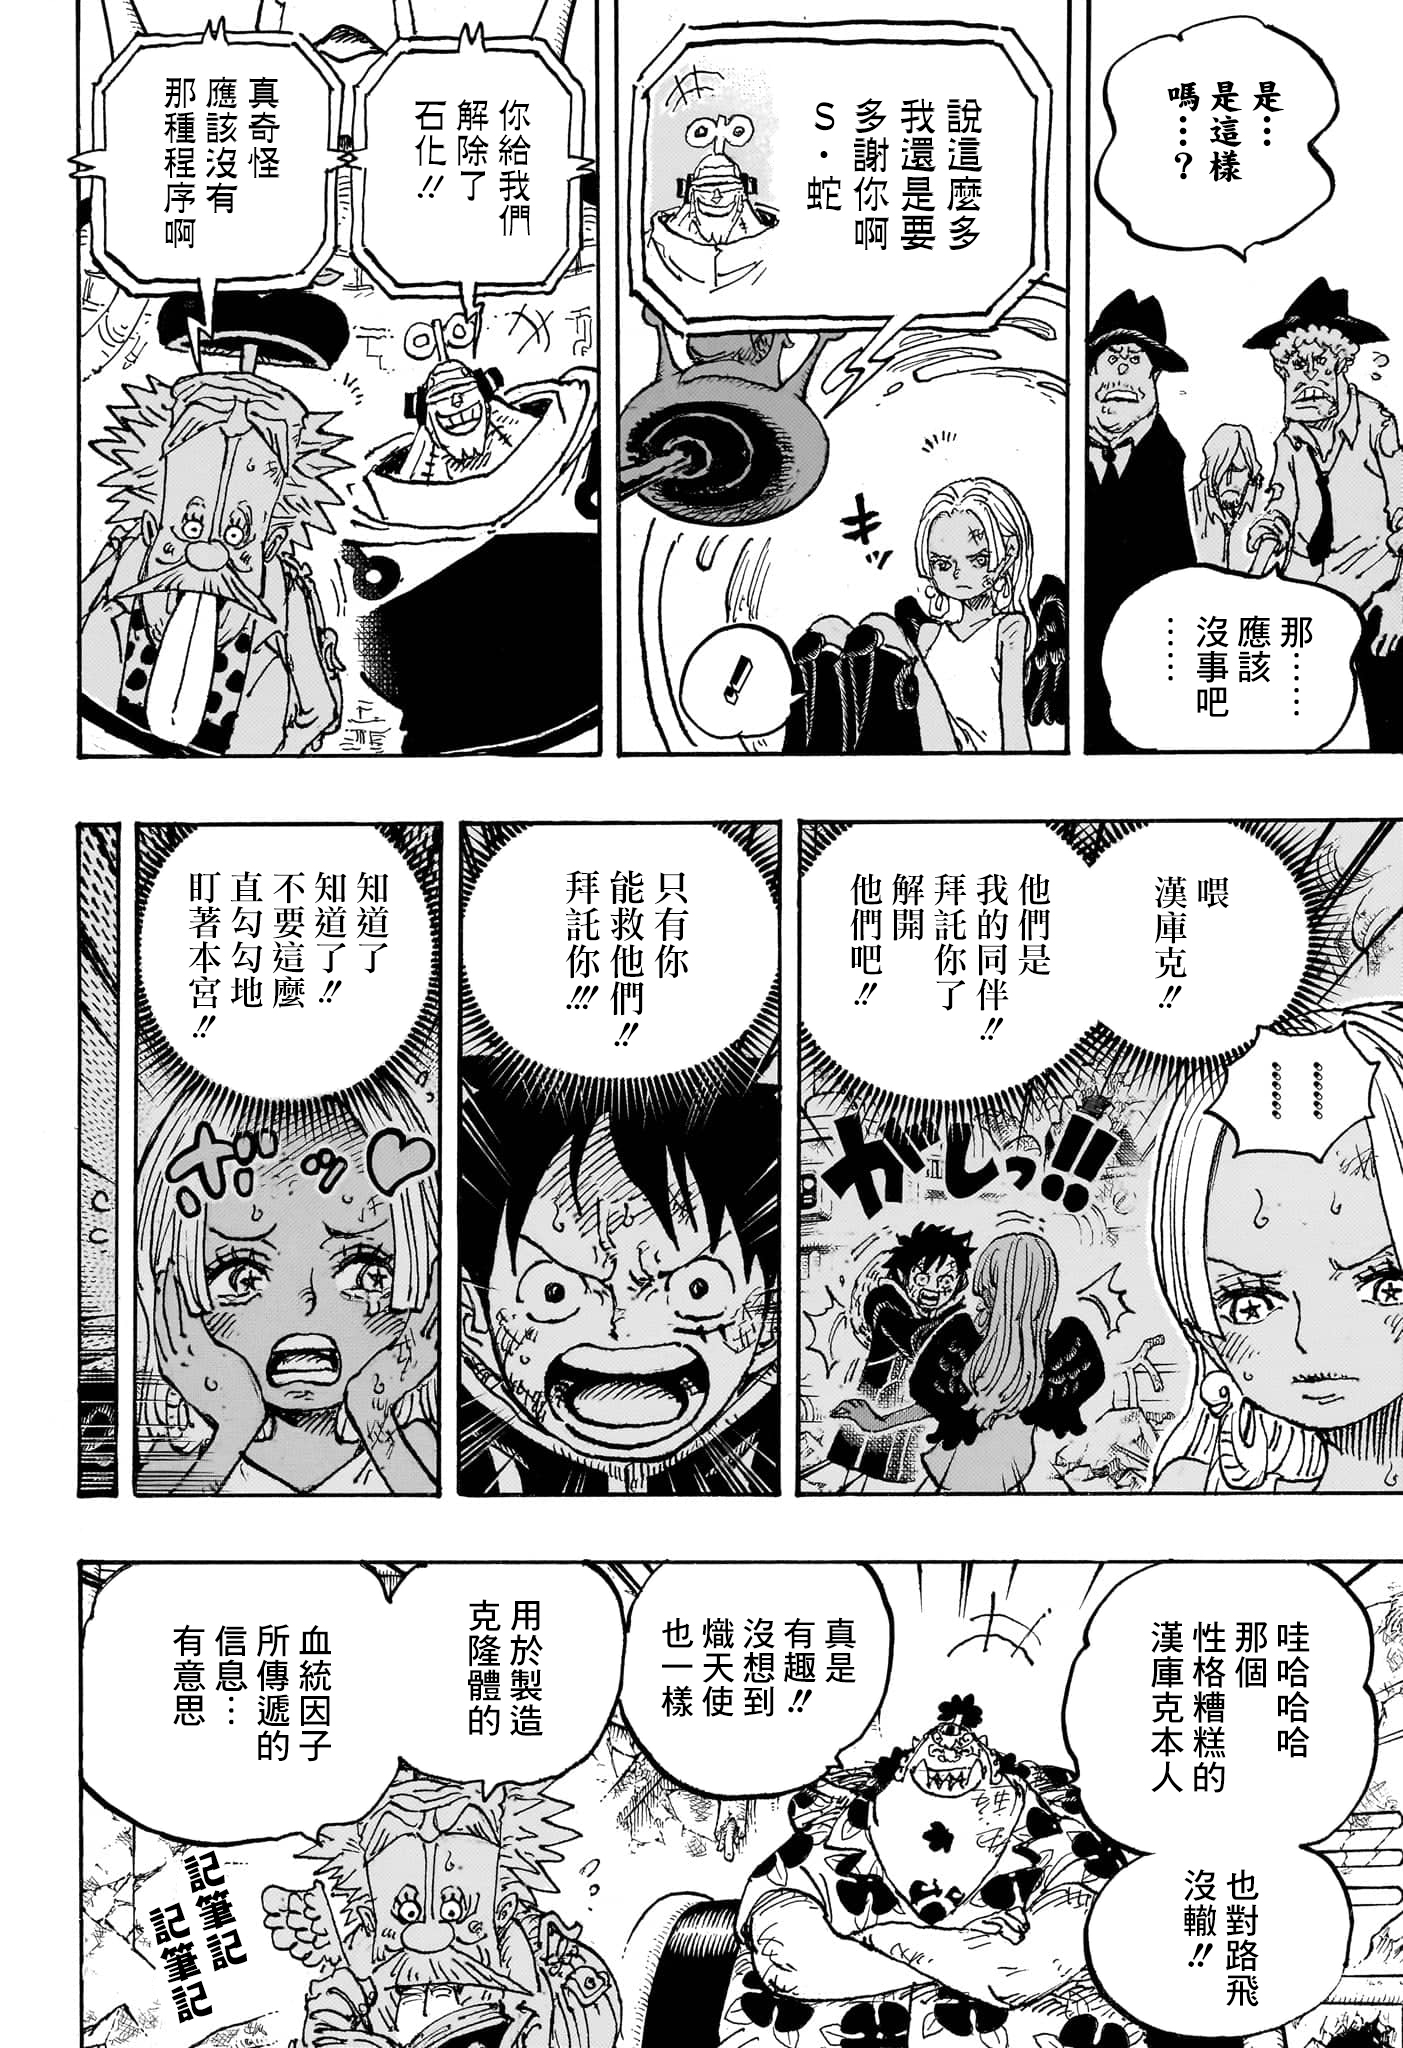 是…
是這樣
嗎…？
那……
應該
沒事吧
……
說這麼多
我還是要
多謝你啊
S・蛇
キッ
！
你給我們
解除了
石化!!
真奇怪
應該沒有
那種程序啊
喂
漢庫克!!
………
………
他們是
我的同伴!!
拜託你了
解開
他們吧!!
ガしっ!!
只有你
能救他們!!
拜託你!!!
知道了
知道了!!
不要這麼
直勾勾地
盯著本宮!!
ボッ♡
哇哈哈哈
那個
性格糟糕的
漢庫克本人
也對路飛
沒轍!!
真是
有趣!!
沒想到
熾天使
也一樣
用於製造
克隆體的
血統因子
所傳遞的
信息…
有意思
記筆記
記筆記